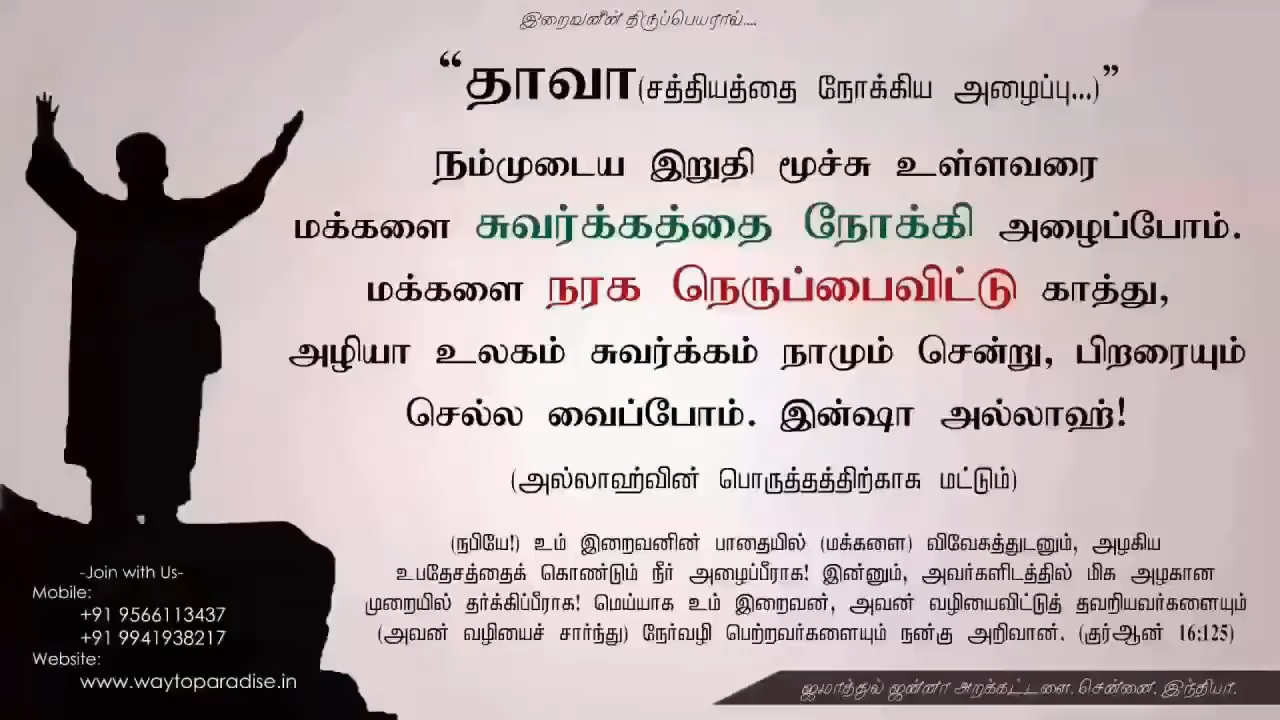 இறைவனின் திருப்பெயரால்....
“தாவா(சத்தியத்தை நோக்கிய அழைப்பு...)”
நம்முடைய இறுதி மூச்சு உள்ளவரை
மக்களை சுவர்க்கத்தை நோக்கி அழைப்போம்.
மக்களை நரக நெருப்பைவிட்டு காத்து,
அழியா உலகம் சுவர்க்கம் நாமும் சென்று, பிறரையும்
செல்ல வைப்போம். இன்ஷா அல்லாஹ்!
(அல்லாஹ்வின் பொருத்தத்திற்காக மட்டும்)
(நபியே!) உம் இறைவனின் பாதையில் (மக்களை) விவேகத்துடனும், அழகிய
உபதேசத்தைக் கொண்டும் நீர் அழைப்பீராக! இன்னும், அவர்களிடத்தில் மிக அழகான
முறையில் தர்க்கிப்பீராக! மெய்யாக உம் இறைவன், அவன் வழியைவிட்டுத் தவறியவர்களையும்
(அவன் வழியைச் சார்ந்து) நேர்வழி பெற்றவர்களையும் நன்கு அறிவான். (குர்ஆன் 16:125)
-Join with Us-
Mobile:
+91 9566113437
+91 9941938217
Website:
www.waytoparadise.in
ஜமாத்துல் ஜன்னா அறக்கட்டளை, சென்னை, இந்தியா.